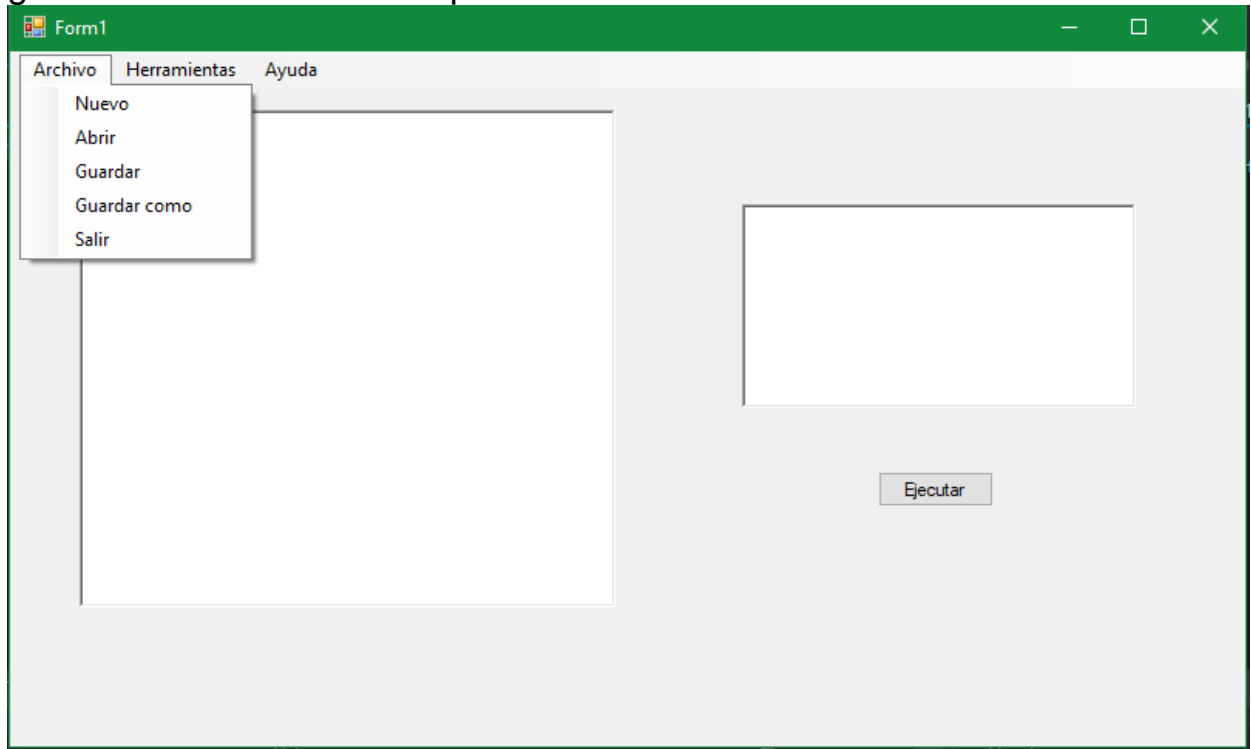 Form1
Archivo Herramientas Ayuda
Nuevo
Abrir
Guardar
Guardar como
Salir
Ejecutar